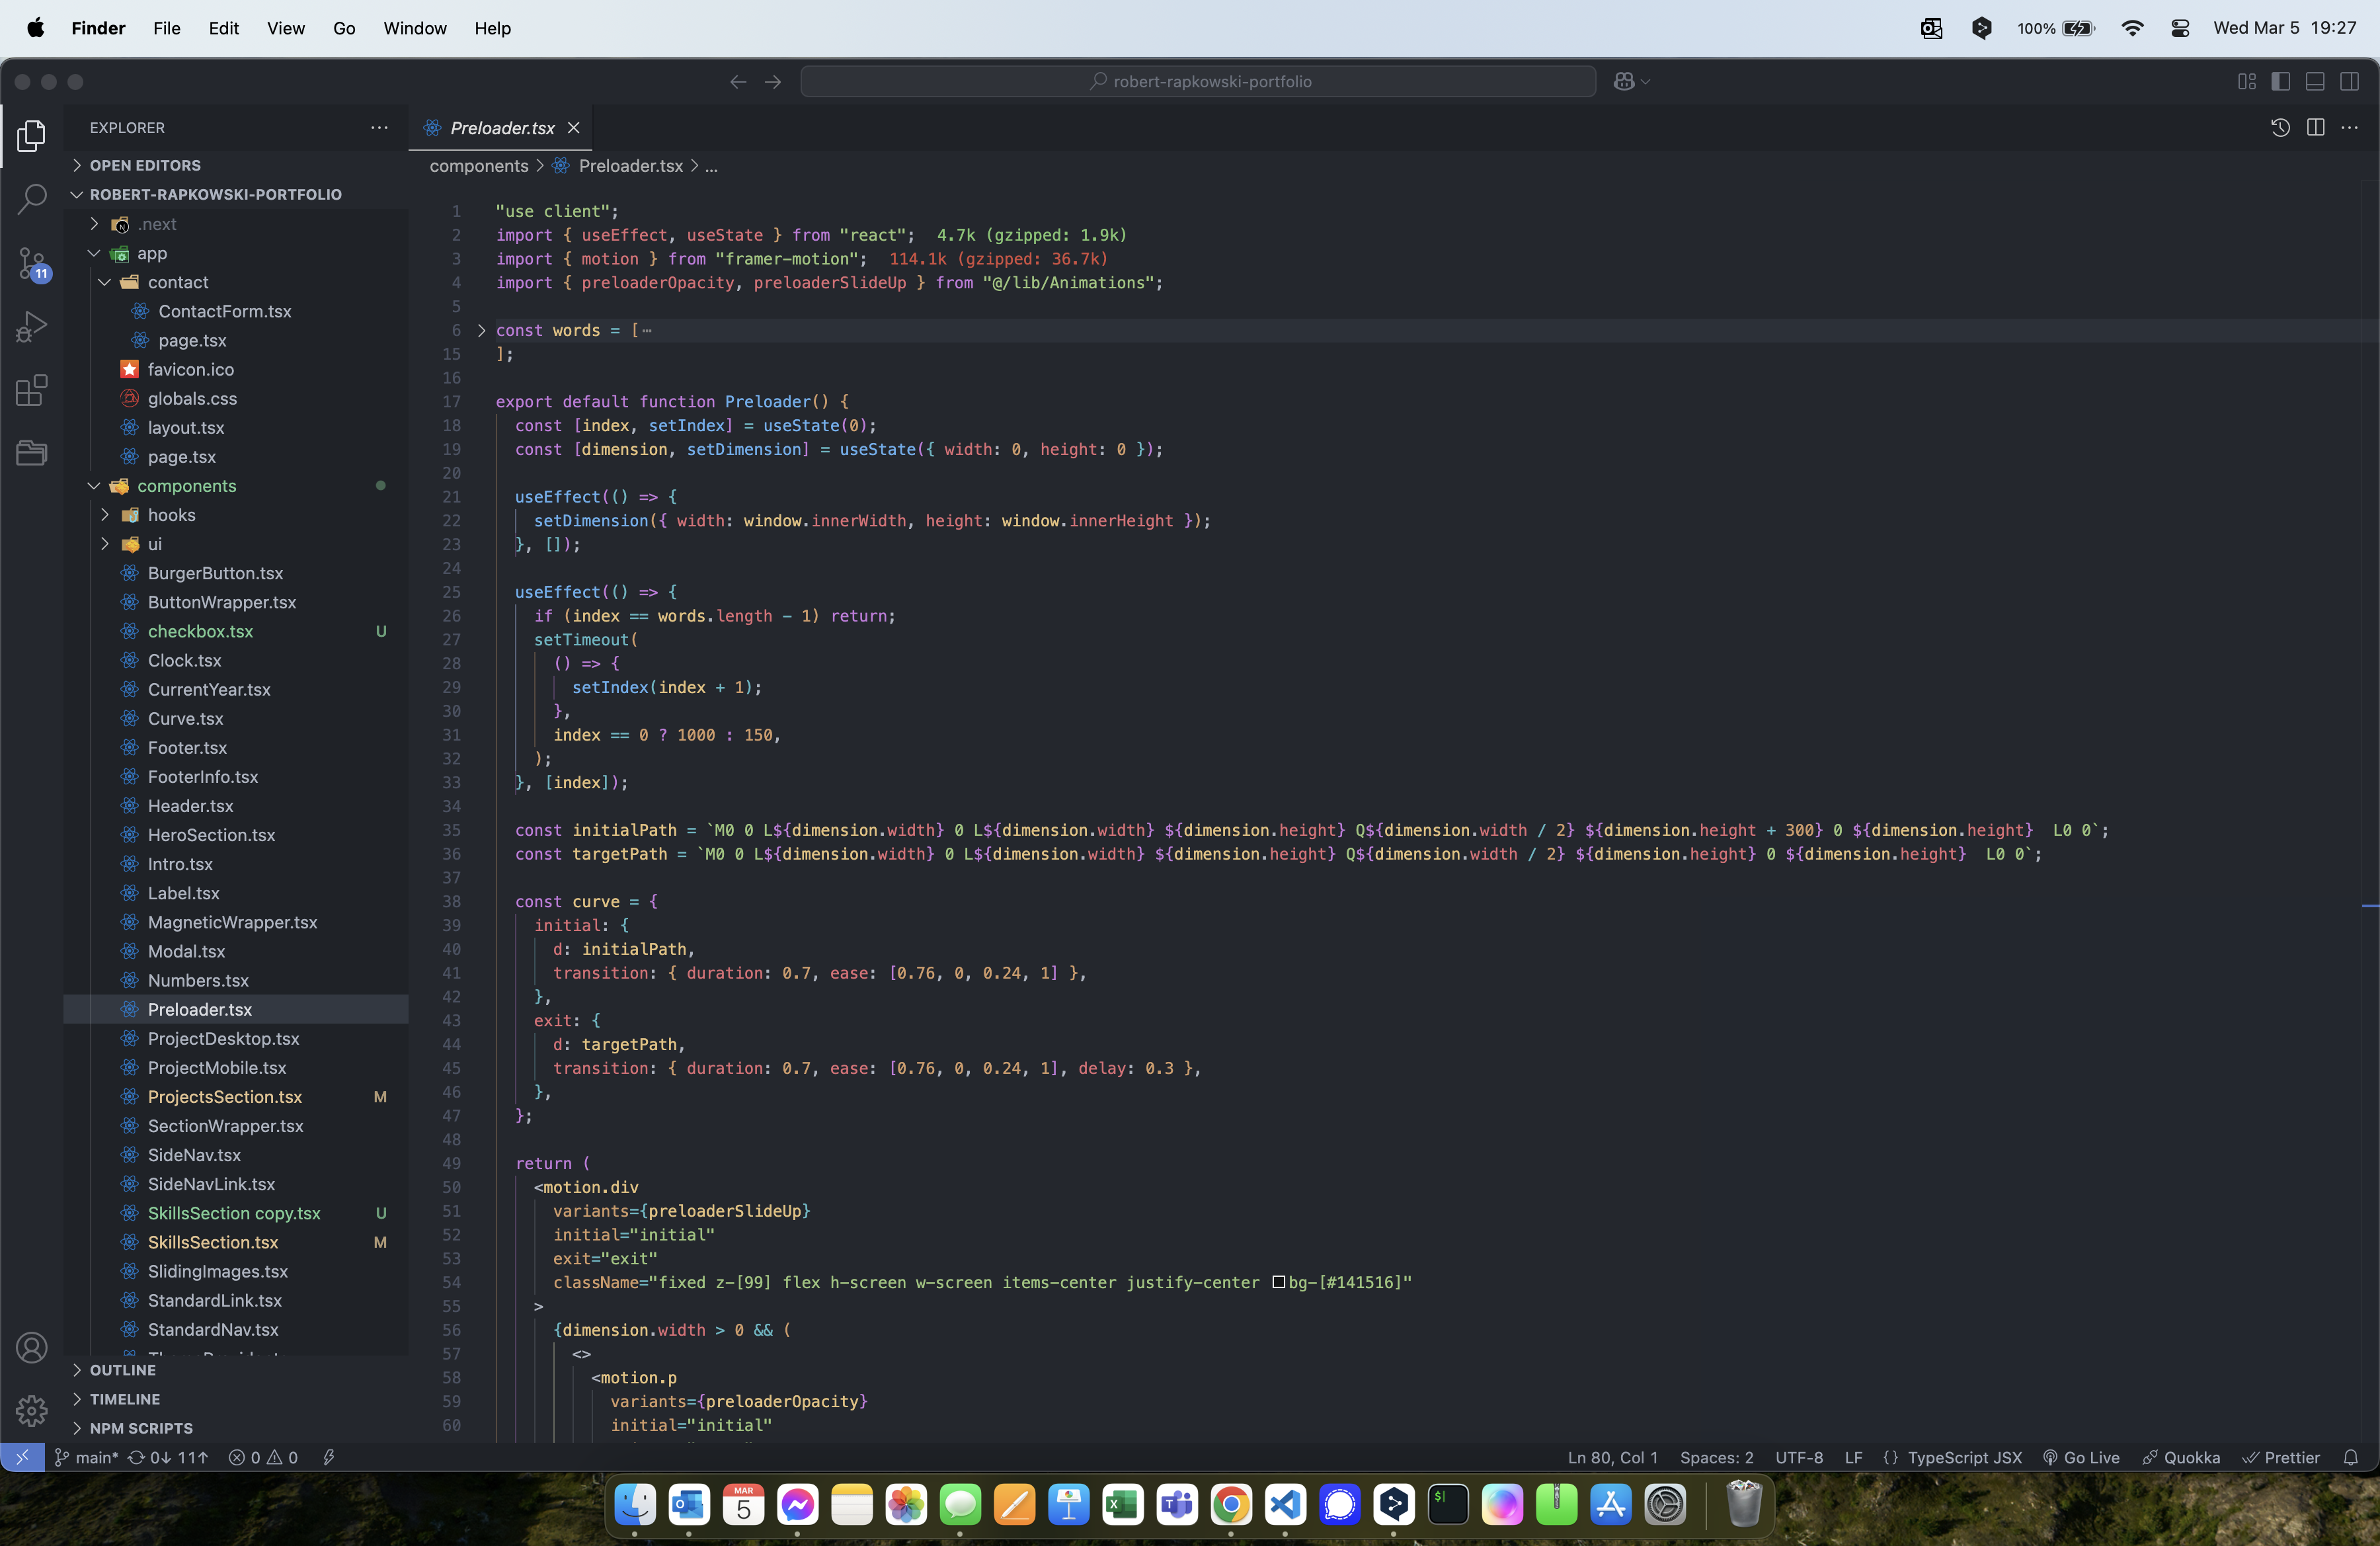 Finder File Edit View Go Window Help 100% Wed Mar 5 19:27
robert-rapkowski-portfolio
EXPLORER
OPEN EDITORS
ROBERT-RAPKOWSKI-PORTFOLIO
.next
app
contact
ContactForm.tsx
page.tsx
favicon.ico
globals.css
layout.tsx
page.tsx
components
hooks
ui
BurgerButton.tsx
ButtonWrapper.tsx
checkbox.tsx U
Clock.tsx
CurrentYear.tsx
Curve.tsx
Footer.tsx
FooterInfo.tsx
Header.tsx
HeroSection.tsx
Intro.tsx
Label.tsx
MagneticWrapper.tsx
Modal.tsx
Numbers.tsx
Preloader.tsx
ProjectDesktop.tsx
ProjectMobile.tsx
ProjectsSection.tsx M
SectionWrapper.tsx
SideNav.tsx
SideNavLink.tsx
SkillsSection copy.tsx U
SkillsSection.tsx M
SlidingImages.tsx
StandardLink.tsx
StandardNav.tsx
OUTLINE
TIMELINE
NPM SCRIPTS
11
Preloader.tsx
components > Preloader.tsx > ...
1 "use client";
2 import { useEffect, useState } from "react"; 4.7k (gzipped: 1.9k)
3 import { motion } from "framer-motion"; 114.1k (gzipped: 36.7k)
4 import { preloaderOpacity, preloaderSlideUp } from "@/lib/Animations";
5
6 const words = [⋯
15 ];
16
17 export default function Preloader() {
18 const [index, setIndex] = useState(0);
19 const [dimension, setDimension] = useState({ width: 0, height: 0 });
20
21 useEffect(() => {
22 setDimension({ width: window.innerWidth, height: window.innerHeight });
23 }, []);
24
25 useEffect(() => {
26 if (index == words.length - 1) return;
27 setTimeout(
28 () => {
29 setIndex(index + 1);
30 },
31 index == 0 ? 1000 : 150,
32 );
33 }, [index]);
34
35 const initialPath = `M0 0 L${dimension.width} 0 L${dimension.width} ${dimension.height} Q${dimension.width / 2} ${dimension.height + 300} 0 ${dimension.height}  L0 0`;
36 const targetPath = `M0 0 L${dimension.width} 0 L${dimension.width} ${dimension.height} Q${dimension.width / 2} ${dimension.height} 0 ${dimension.height}  L0 0`;
37
38 const curve = {
39 initial: {
40 d: initialPath,
41 transition: { duration: 0.7, ease: [0.76, 0, 0.24, 1] },
42 },
43 exit: {
44 d: targetPath,
45 transition: { duration: 0.7, ease: [0.76, 0, 0.24, 1], delay: 0.3 },
46 },
47 };
48
49 return (
50 <motion.div
51 variants={preloaderSlideUp}
52 initial="initial"
53 exit="exit"
54 className="fixed z-[99] flex h-screen w-screen items-center justify-center bg-[#141516]"
55 >
56 {dimension.width > 0 && (
57 <>
58 <motion.p
59 variants={preloaderOpacity}
60 initial="initial"
main* 0↓ 11↑ 0 0 Ln 80, Col 1 Spaces: 2 UTF-8 LF {} TypeScript JSX Go Live Quokka Prettier
MAR
5